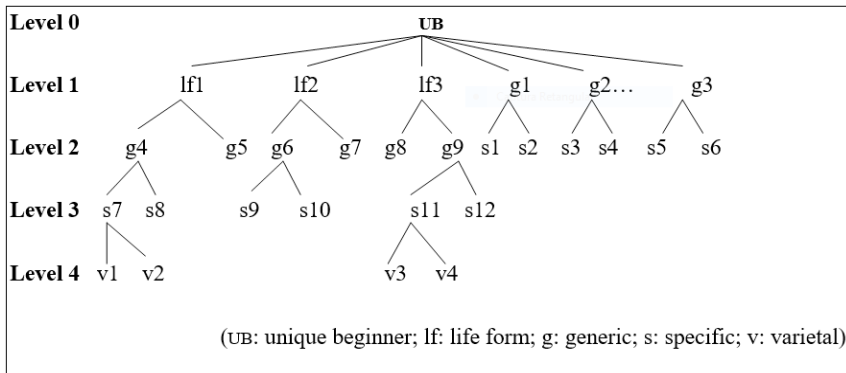 Level 0 UB
Level 1 lf1 lf2 lf3 g1 g2… g3
Level 2 g4 g5 g6 g7 g8 g9 s1 s2 s3 s4 s5 s6
Level 3 s7 s8 s9 s10 s11 s12
Level 4 v1 v2 v3 v4
(UB: unique beginner; lf: life form; g: generic; s: specific; v: varietal)